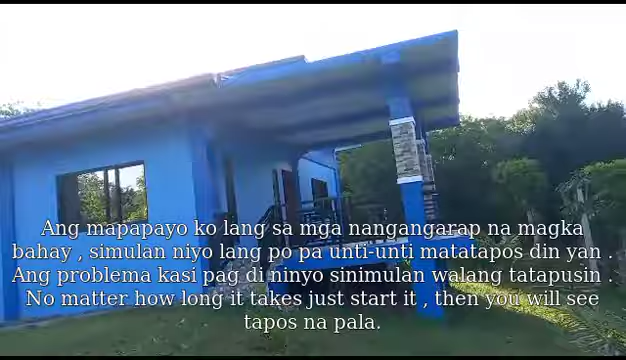 Ang mapapayo ko lang sa mga nangangarap na magka
bahay , simulan niyo lang po pa unti-unti matatapos din yan .
Ang problema kasi pag di ninyo sinimulan walang tatapusin .
No matter how long it takes just start it , then you will see
tapos na pala.